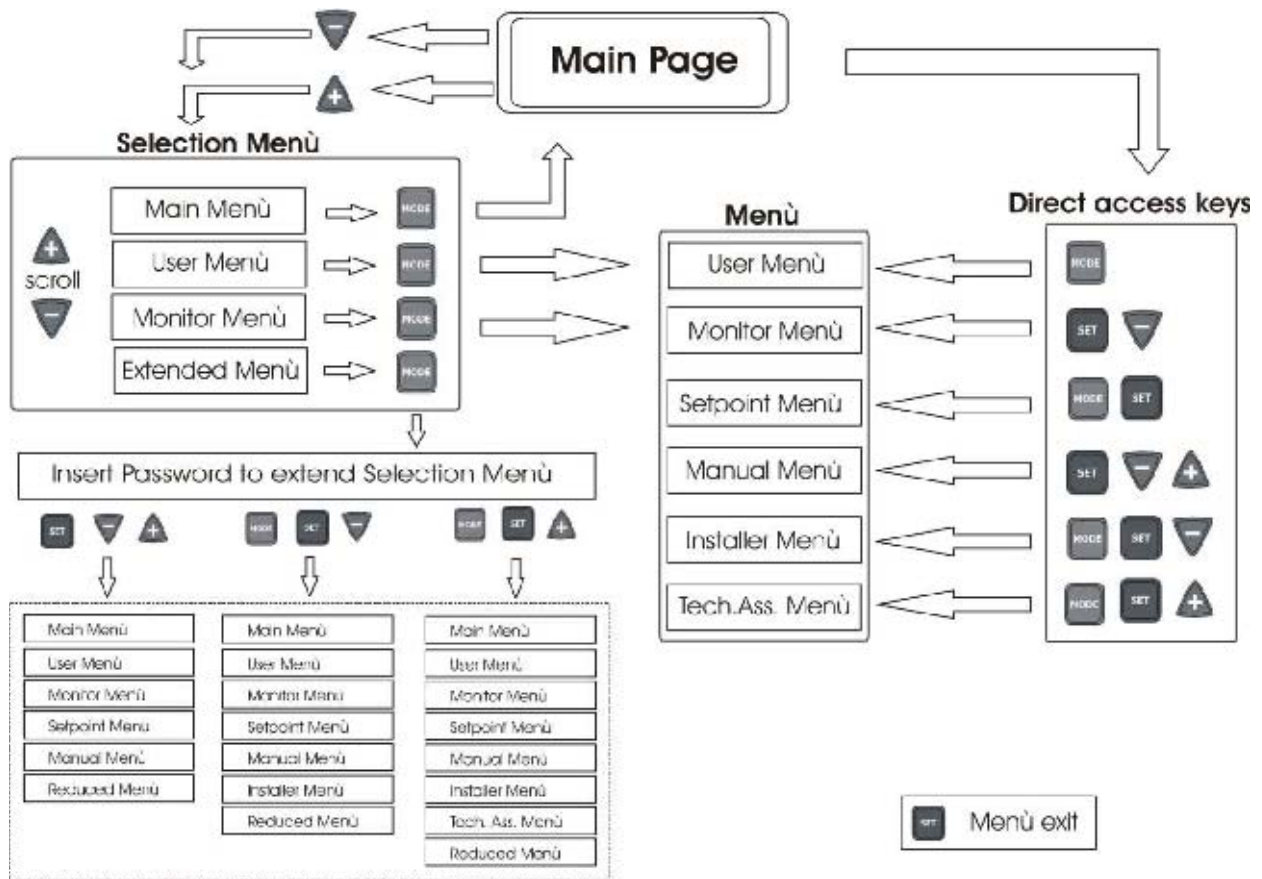 Main Page
−
+
Selection Menù
Main Menù MODE
User Menù MODE
Monitor Menù MODE
Extended Menù MODE
+
scroll
−
Insert Password to extend Selection Menù
SET − +
MODE SET −
MODE SET +
Main Menù
User Menù
Monitor Menù
Setpoint Menù
Manual Menù
Reduced Menù
Main Menù
User Menù
Monitor Menù
Setpoint Menù
Manual Menù
Installer Menù
Reduced Menù
Main Menù
User Menù
Monitor Menù
Setpoint Menù
Manual Menù
Installer Menù
Tech. Ass. Menù
Reduced Menù
Menù
User Menù
Monitor Menù
Setpoint Menù
Manual Menù
Installer Menù
Tech.Ass. Menù
Direct access keys
MODE
SET −
MODE SET
SET − +
MODE SET −
MODE SET +
SET Menù exit